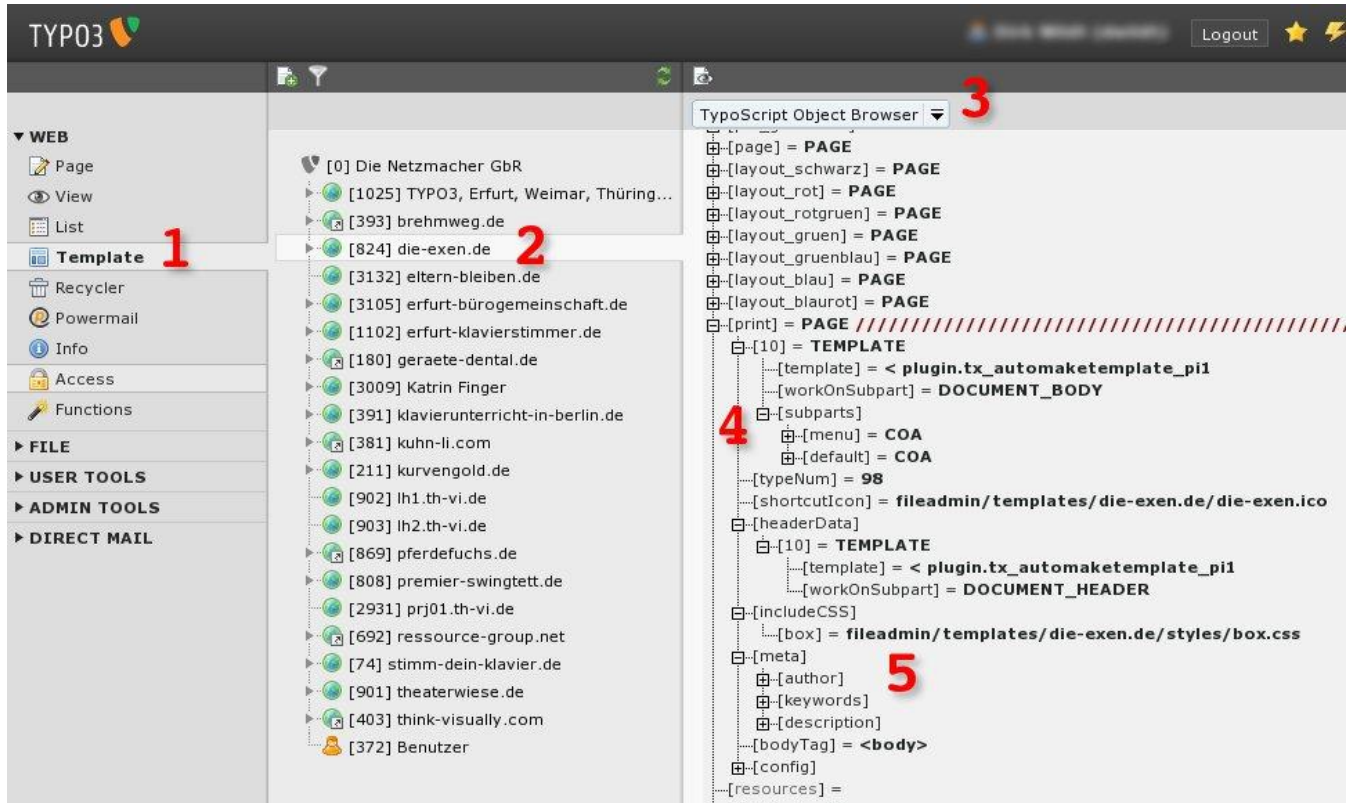 TYPO3
Logout
TypoScript Object Browser
3
WEB
Page
View
List
Template
1
Recycler
Powermail
Info
Access
Functions
FILE
USER TOOLS
ADMIN TOOLS
DIRECT MAIL
[0] Die Netzmacher GbR
[1025] TYPO3, Erfurt, Weimar, Thüring...
[393] brehmweg.de
[824] die-exen.de
2
[3132] eltern-bleiben.de
[3105] erfurt-bürogemeinschaft.de
[1102] erfurt-klavierstimmer.de
[180] geraete-dental.de
[3009] Katrin Finger
[391] klavierunterricht-in-berlin.de
[381] kuhn-li.com
[211] kurvengold.de
[902] lh1.th-vi.de
[903] lh2.th-vi.de
[869] pferdefuchs.de
[808] premier-swingtett.de
[2931] prj01.th-vi.de
[692] ressource-group.net
[74] stimm-dein-klavier.de
[901] theaterwiese.de
[403] think-visually.com
[372] Benutzer
[page] = PAGE
[layout_schwarz] = PAGE
[layout_rot] = PAGE
[layout_rotgruen] = PAGE
[layout_gruen] = PAGE
[layout_gruenblau] = PAGE
[layout_blau] = PAGE
[layout_blaurot] = PAGE
[print] = PAGE //////////////////////////////////////////////
[10] = TEMPLATE
[template] = < plugin.tx_automaketemplate_pi1
[workOnSubpart] = DOCUMENT_BODY
4
[subparts]
[menu] = COA
[default] = COA
[typeNum] = 98
[shortcutIcon] = fileadmin/templates/die-exen.de/die-exen.ico
[headerData]
[10] = TEMPLATE
[template] = < plugin.tx_automaketemplate_pi1
[workOnSubpart] = DOCUMENT_HEADER
[includeCSS]
[box] = fileadmin/templates/die-exen.de/styles/box.css
[meta]
5
[author]
[keywords]
[description]
[bodyTag] = <body>
[config]
[resources] =